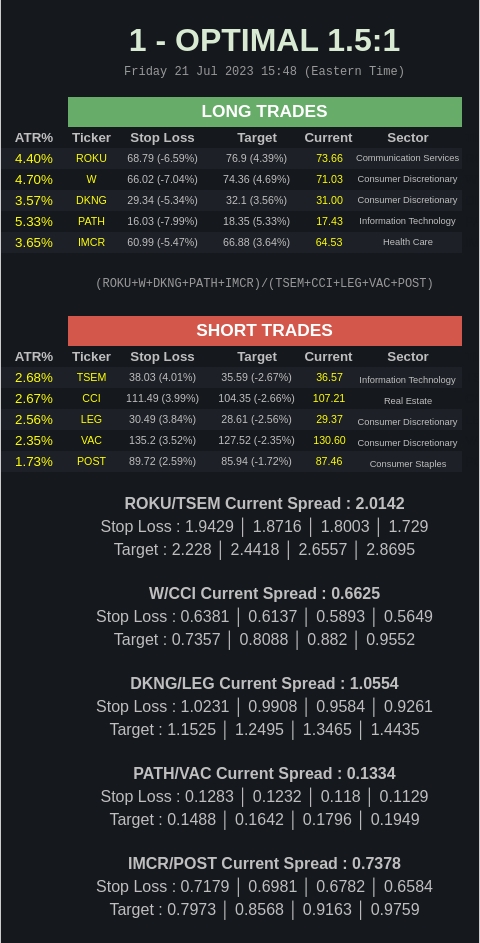 1 - OPTIMAL 1.5:1
Friday 21 Jul 2023 15:48 (Eastern Time)
LONG TRADES
ATR% Ticker Stop Loss Target Current Sector
4.40% ROKU 68.79 (-6.59%) 76.9 (4.39%) 73.66 Communication Services
4.70% W 66.02 (-7.04%) 74.36 (4.69%) 71.03 Consumer Discretionary
3.57% DKNG 29.34 (-5.34%) 32.1 (3.56%) 31.00 Consumer Discretionary
5.33% PATH 16.03 (-7.99%) 18.35 (5.33%) 17.43 Information Technology
3.65% IMCR 60.99 (-5.47%) 66.88 (3.64%) 64.53 Health Care
(ROKU+W+DKNG+PATH+IMCR)/(TSEM+CCI+LEG+VAC+POST)
SHORT TRADES
ATR% Ticker Stop Loss Target Current Sector
2.68% TSEM 38.03 (4.01%) 35.59 (-2.67%) 36.57 Information Technology
2.67% CCI 111.49 (3.99%) 104.35 (-2.66%) 107.21 Real Estate
2.56% LEG 30.49 (3.84%) 28.61 (-2.56%) 29.37 Consumer Discretionary
2.35% VAC 135.2 (3.52%) 127.52 (-2.35%) 130.60 Consumer Discretionary
1.73% POST 89.72 (2.59%) 85.94 (-1.72%) 87.46 Consumer Staples
ROKU/TSEM Current Spread : 2.0142
Stop Loss : 1.9429 │ 1.8716 │ 1.8003 │ 1.729
Target : 2.228 │ 2.4418 │ 2.6557 │ 2.8695
W/CCI Current Spread : 0.6625
Stop Loss : 0.6381 │ 0.6137 │ 0.5893 │ 0.5649
Target : 0.7357 │ 0.8088 │ 0.882 │ 0.9552
DKNG/LEG Current Spread : 1.0554
Stop Loss : 1.0231 │ 0.9908 │ 0.9584 │ 0.9261
Target : 1.1525 │ 1.2495 │ 1.3465 │ 1.4435
PATH/VAC Current Spread : 0.1334
Stop Loss : 0.1283 │ 0.1232 │ 0.118 │ 0.1129
Target : 0.1488 │ 0.1642 │ 0.1796 │ 0.1949
IMCR/POST Current Spread : 0.7378
Stop Loss : 0.7179 │ 0.6981 │ 0.6782 │ 0.6584
Target : 0.7973 │ 0.8568 │ 0.9163 │ 0.9759